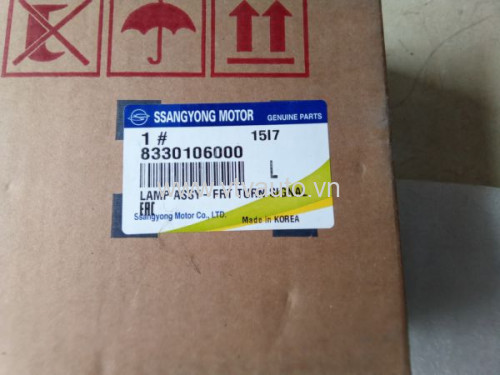 SSANGYONG MOTOR GENUINE PARTS
1 # 15I7
8330106000
L
LAMP ASSY-FRT TURN SIGNAL
EAC
Ssangyong Motor Co., LTD. Made in KOREA